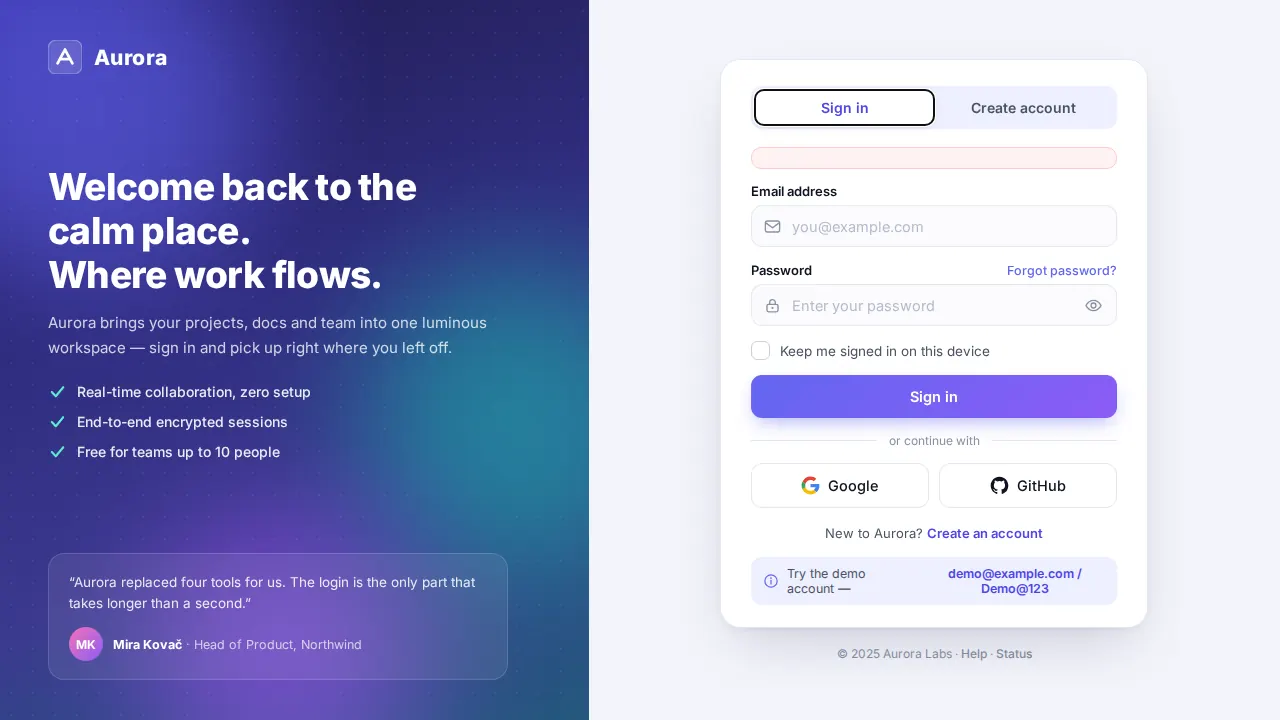 Aurora
Welcome back to the
calm place.
Where work flows.
Aurora brings your projects, docs and team into one luminous
workspace — sign in and pick up right where you left off.
Real-time collaboration, zero setup
End-to-end encrypted sessions
Free for teams up to 10 people
“Aurora replaced four tools for us. The login is the only part that
takes longer than a second.”
MK
Mira Kovač · Head of Product, Northwind
Sign in
Create account
Email address
you@example.com
Password
Forgot password?
Enter your password
Keep me signed in on this device
Sign in
or continue with
Google
GitHub
New to Aurora? Create an account
Try the demo
account —
demo@example.com /
Demo@123
© 2025 Aurora Labs · Help · Status